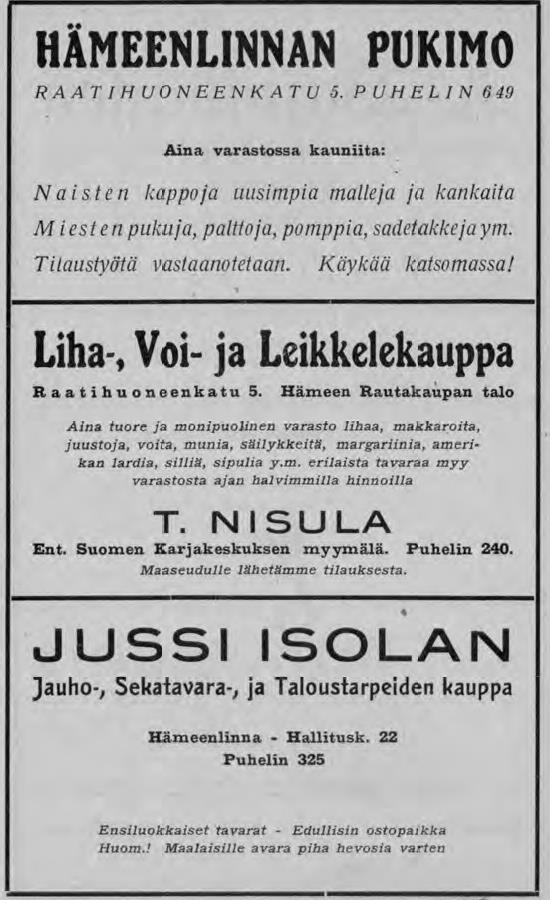 HÄMEENLINNAN PUKIMO
RAATIHUONEENKATU 5. PUHELIN 649
Aina varastossa kauniita:
Naisten kappoja uusimpia malleja ja kankaita
Miesten pukuja, palttoja, pomppia, sadetakkeja ym.
Tilaustyötä vastaanotetaan. Käykää katsomassa!
Liha-, Voi- ja Leikkelekauppa
Raatihuoneenkatu 5. Hämeen Rautakaupan talo
Aina tuore ja monipuolinen varasto lihaa, makkaroita,
juustoja, voita, munia, säilykkeitä, margariinia, ameri-
kan lardia, silliä, sipulia y.m. erilaista tavaraa myy
varastosta ajan halvimmilla hinnoilla
T. NISULA
Ent. Suomen Karjakeskuksen myymälä. Puhelin 240.
Maaseudulle lähetämme tilauksesta.
JUSSI ISOLAN
Jauho-, Sekatavara-, ja Taloustarpeiden kauppa
Hämeenlinna - Hallitusk. 22
Puhelin 325
Ensiluokkaiset tavarat - Edullisin ostopaikka
Huom.! Maalaisille avara piha hevosia varten